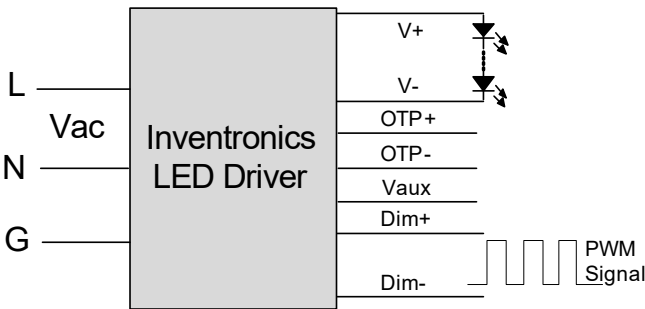 L
Vac
N
G
Inventronics
LED Driver
V+
V-
OTP+
OTP-
Vaux
Dim+
Dim-
PWM
Signal